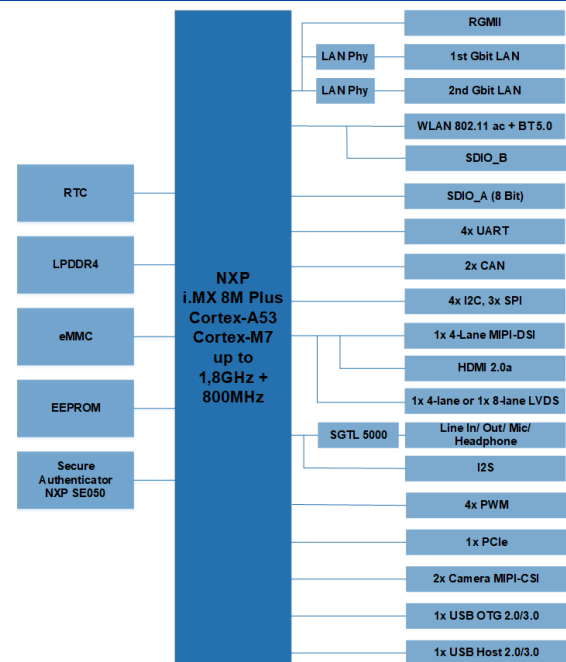 RTC
LPDDR4
eMMC
EEPROM
Secure
Authenticator
NXP SE050
NXP
i.MX 8M Plus
Cortex-A53
Cortex-M7
up to
1,8GHz +
800MHz
RGMII
LAN Phy
1st Gbit LAN
LAN Phy
2nd Gbit LAN
WLAN 802.11 ac + BT5.0
SDIO_B
SDIO_A (8 Bit)
4x UART
2x CAN
4x I2C, 3x SPI
1x 4-Lane MIPI-DSI
HDMI 2.0a
1x 4-lane or 1x 8-lane LVDS
SGTL 5000
Line In/ Out/ Mic/
Headphone
I2S
4x PWM
1x PCIe
2x Camera MIPI-CSI
1x USB OTG 2.0/3.0
1x USB Host 2.0/3.0